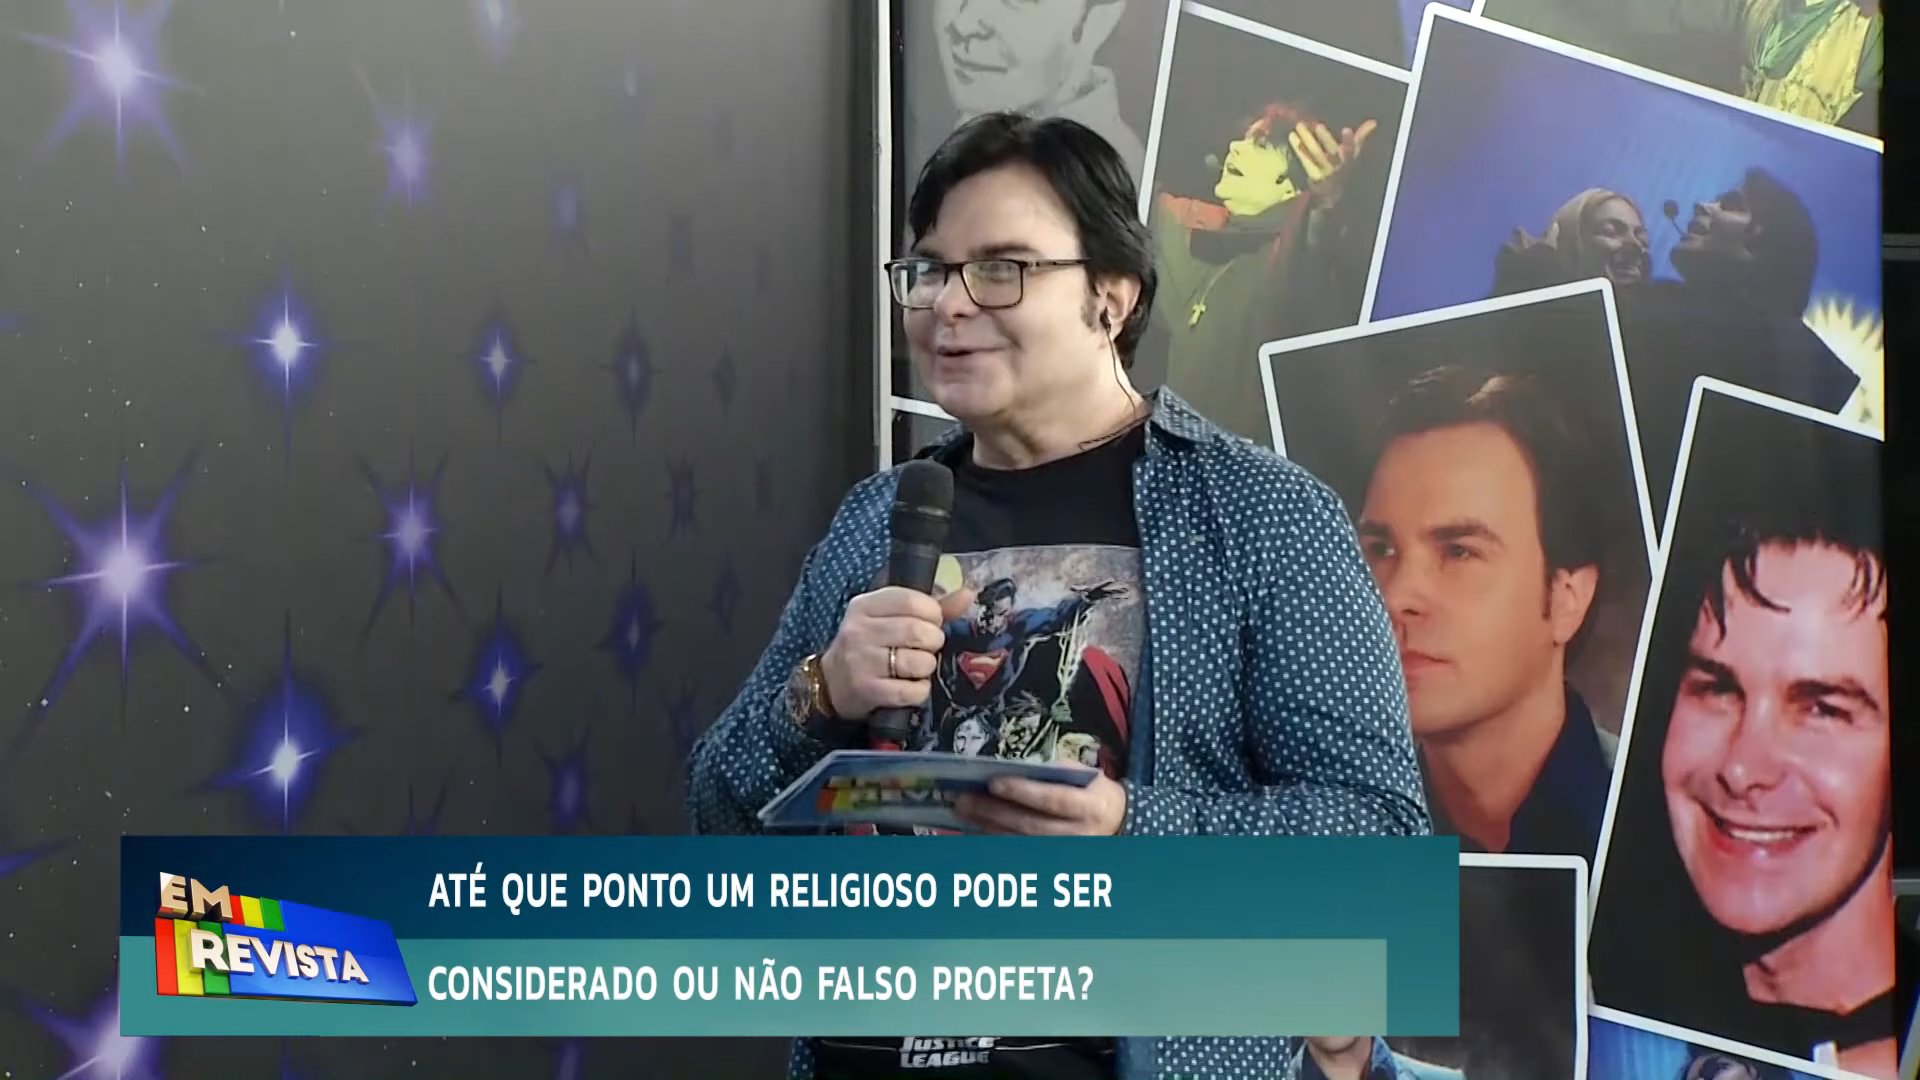 EM
REVISTA
ATÉ QUE PONTO UM RELIGIOSO PODE SER
CONSIDERADO OU NÃO FALSO PROFETA?
JUSTICE
LEAGUE